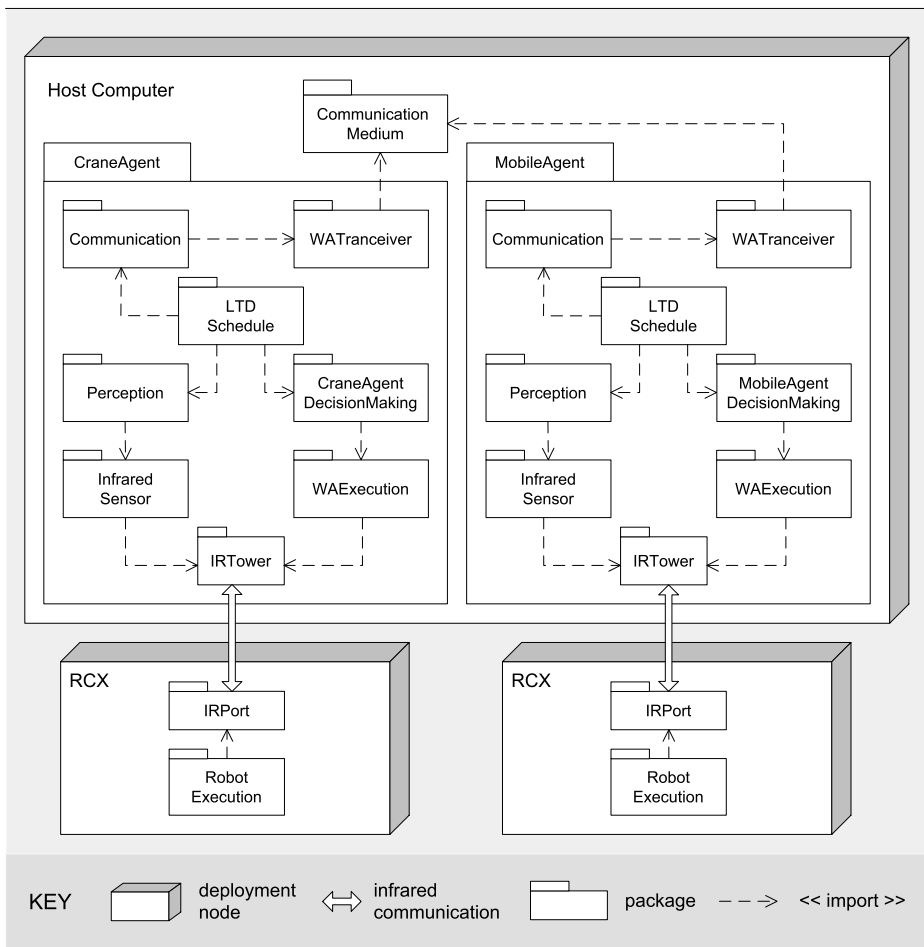 Host Computer
Communication
Medium
CraneAgent
MobileAgent
Communication
WATranceiver
Communication
WATranceiver
LTD
Schedule
LTD
Schedule
Perception
CraneAgent
DecisionMaking
Perception
MobileAgent
DecisionMaking
Infrared
Sensor
WAExecution
Infrared
Sensor
WAExecution
IRTower
IRTower
RCX
RCX
IRPort
IRPort
Robot
Execution
Robot
Execution
KEY
deployment
node
infrared
communication
package
<< import >>